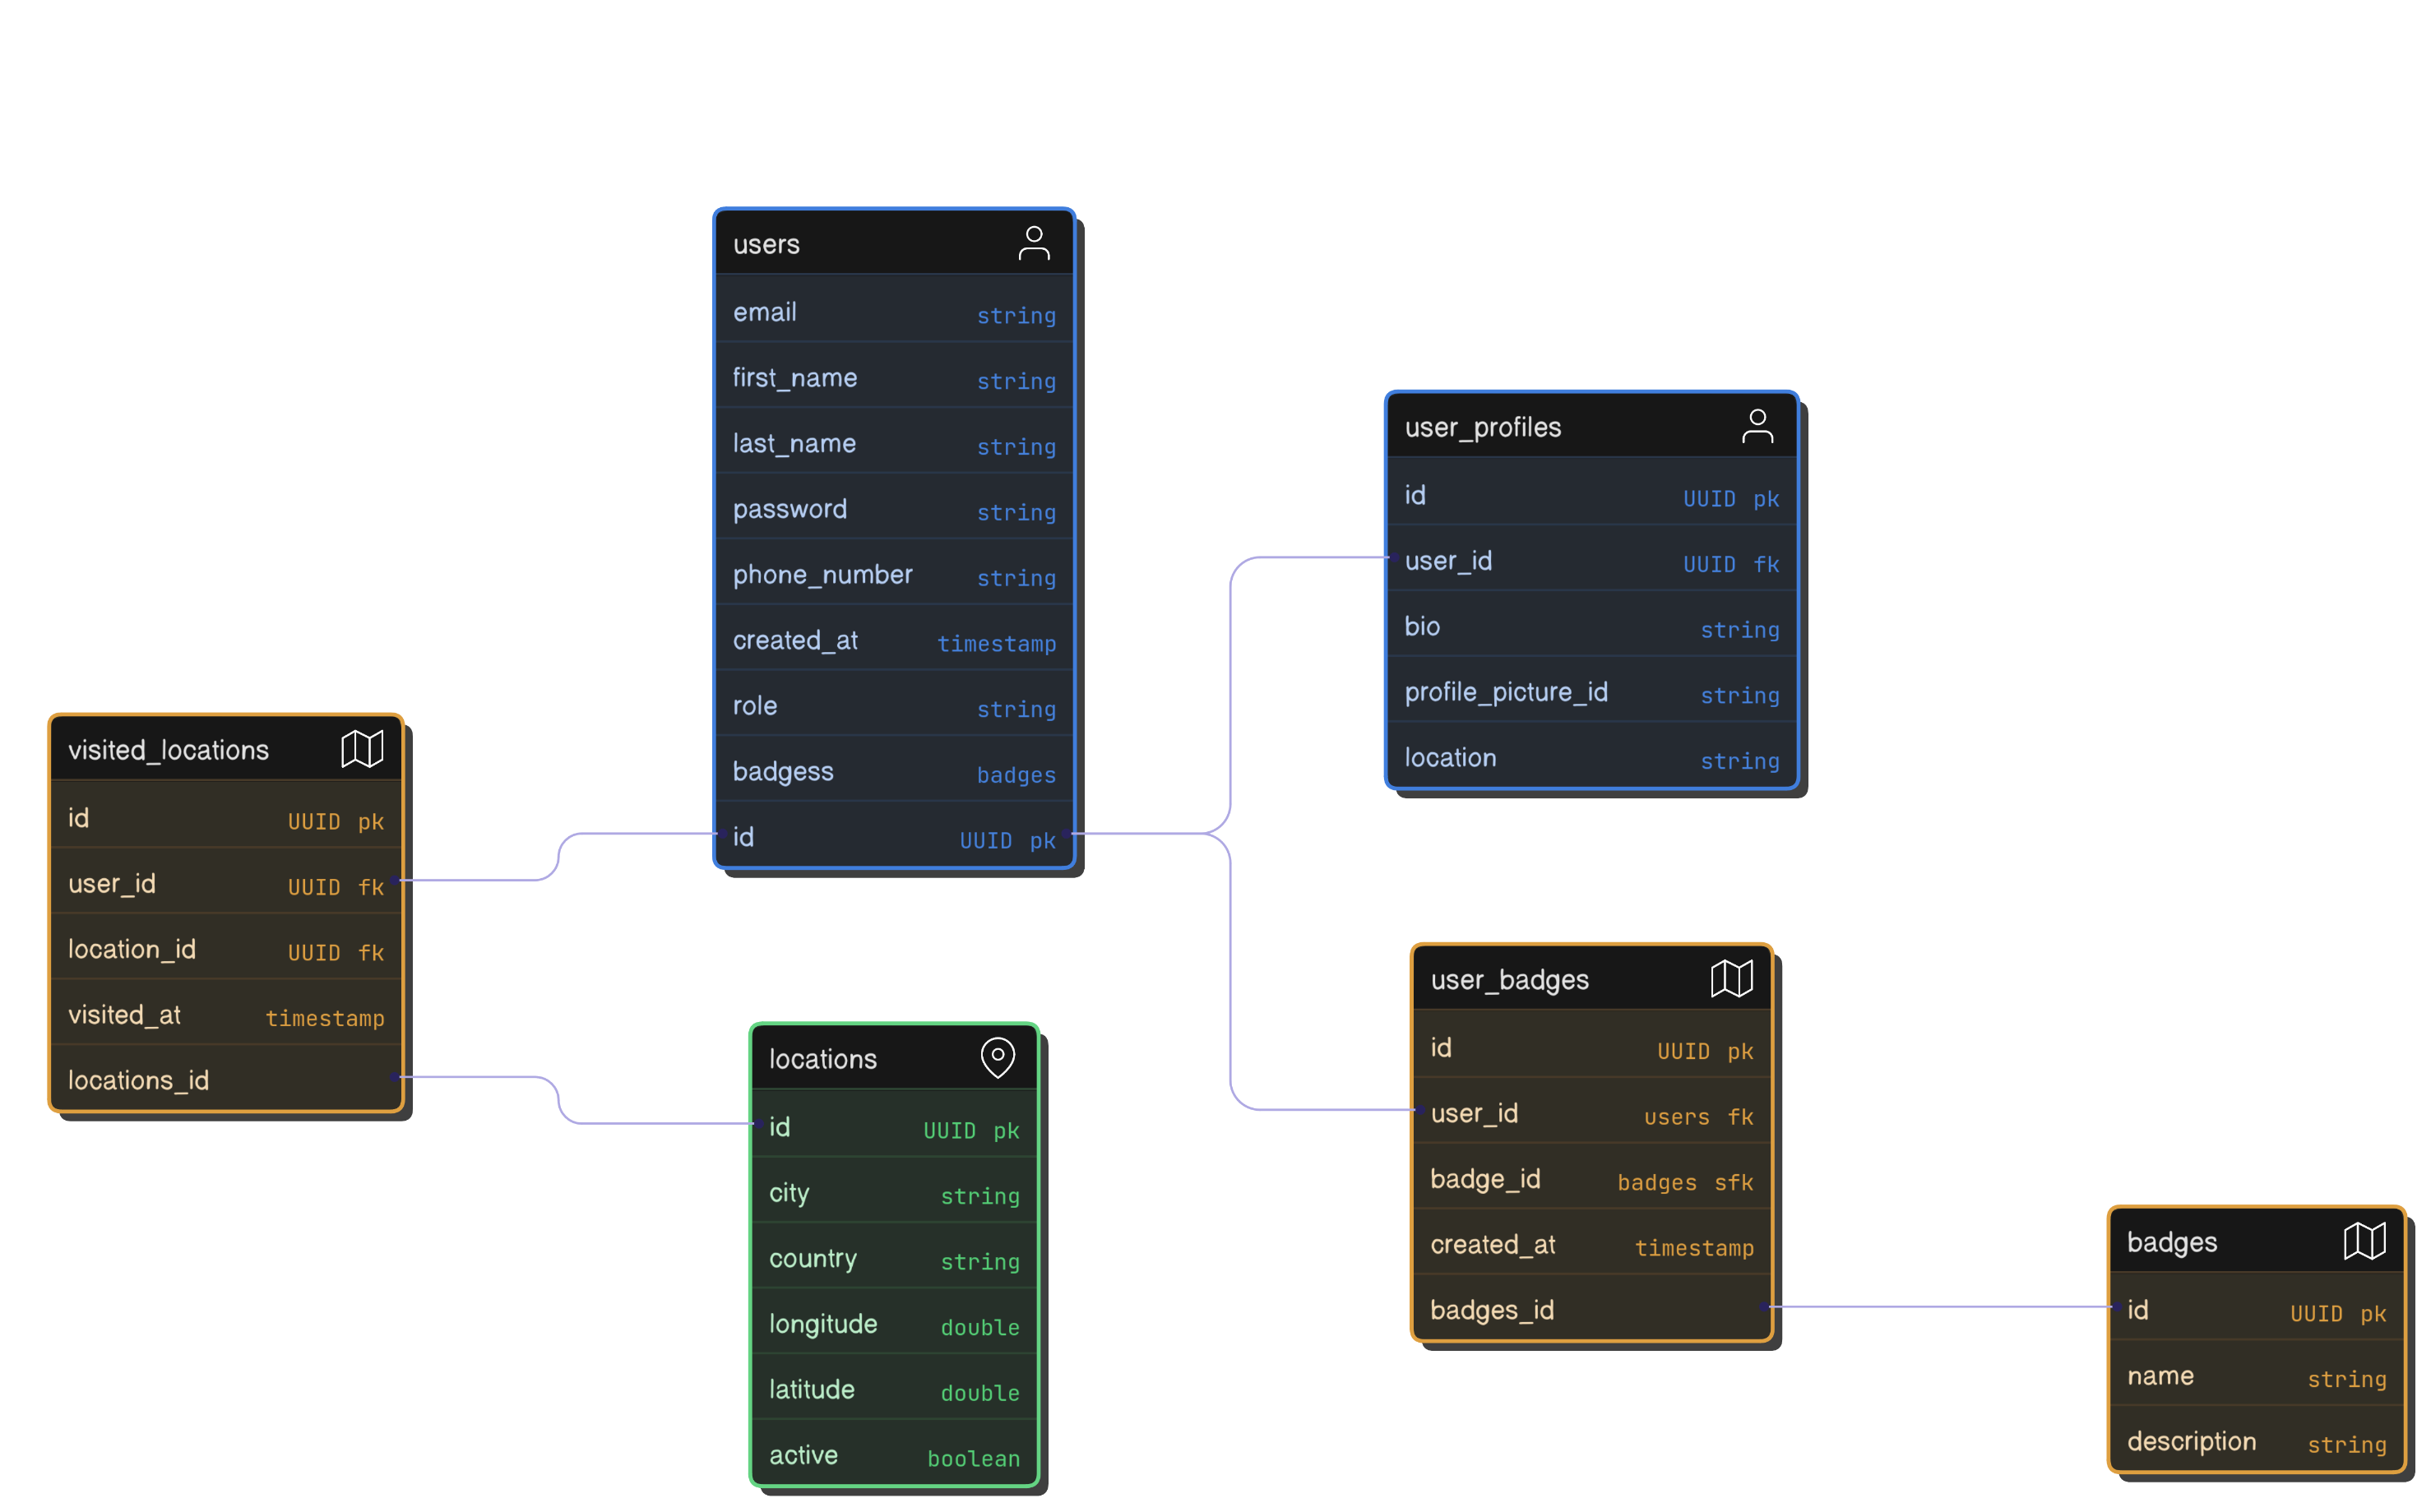 users
email string
first_name string
last_name string
password string
phone_number string
created_at timestamp
role string
badgess badges
id UUID pk
user_profiles
id UUID pk
user_id UUID fk
bio string
profile_picture_id string
location string
visited_locations
id UUID pk
user_id UUID fk
location_id UUID fk
visited_at timestamp
locations_id
locations
id UUID pk
city string
country string
longitude double
latitude double
active boolean
user_badges
id UUID pk
user_id users fk
badge_id badges sfk
created_at timestamp
badges_id
badges
id UUID pk
name string
description string